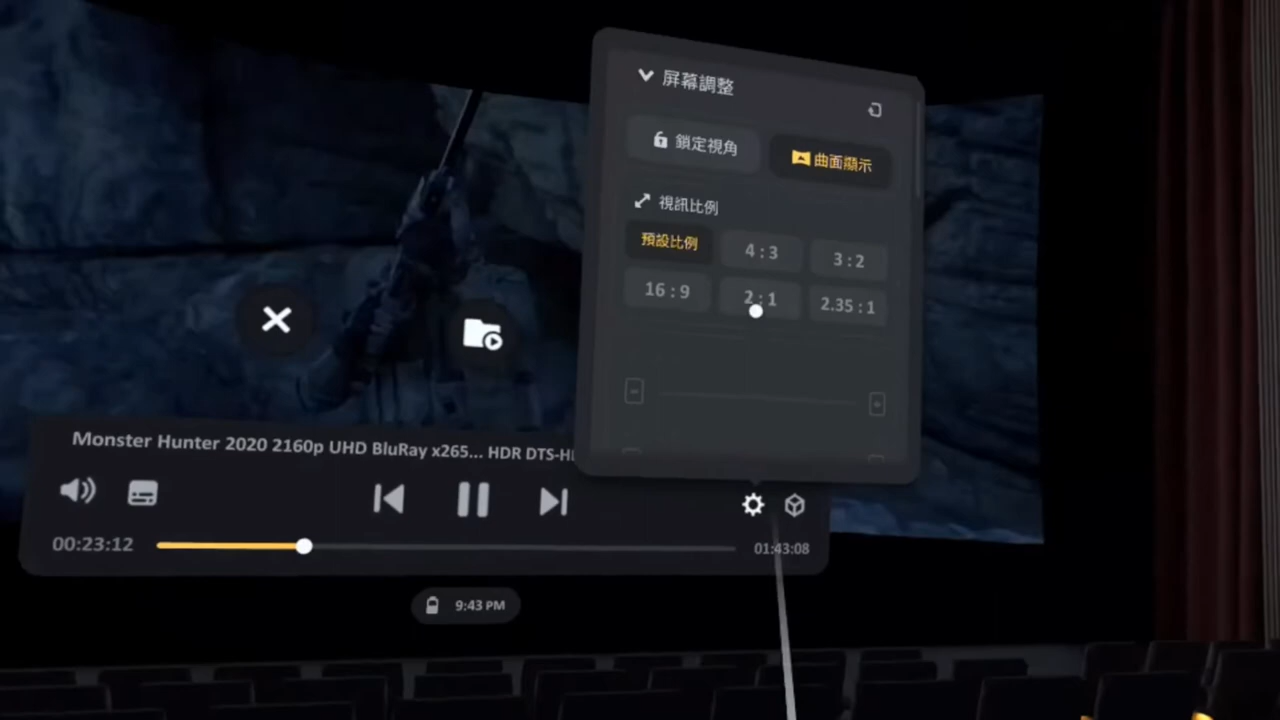 屏幕調整
鎖定視角
曲面顯示
視訊比例
預設比例
4 : 3
3 : 2
16 : 9
2 : 1
2.35 : 1
Monster Hunter 2020 2160p UHD BluRay x265... HDR DTS-H
00:23:12
01:43:08
9:43 PM